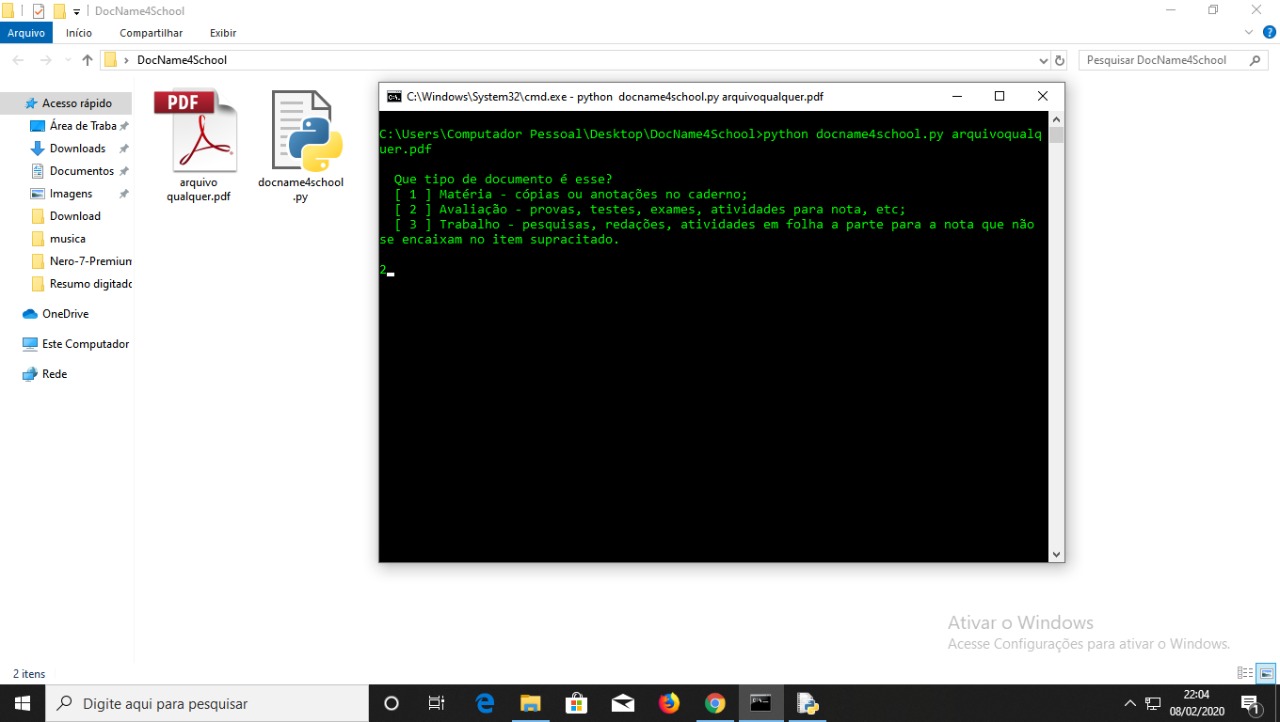 DocName4School
Arquivo Início Compartilhar Exibir
DocName4School
Pesquisar DocName4School
Acesso rápido
Área de Traba
Downloads
Documentos
Imagens
Download
musica
Nero-7-Premium
Resumo digitado
OneDrive
Este Computador
Rede
PDF
arquivo
qualquer.pdf
docname4school
.py
C:\Windows\System32\cmd.exe - python  docname4school.py arquivoqualquer.pdf
C:\Users\Computador Pessoal\Desktop\DocName4School>python docname4school.py arquivoqualq
uer.pdf
Que tipo de documento é esse?
[ 1 ] Matéria - cópias ou anotações no caderno;
[ 2 ] Avaliação - provas, testes, exames, atividades para nota, etc;
[ 3 ] Trabalho - pesquisas, redações, atividades em folha a parte para a nota que não
se encaixam no item supracitado.
2
Ativar o Windows
Acesse Configurações para ativar o Windows.
2 itens
Digite aqui para pesquisar
22:04
08/02/2020
1